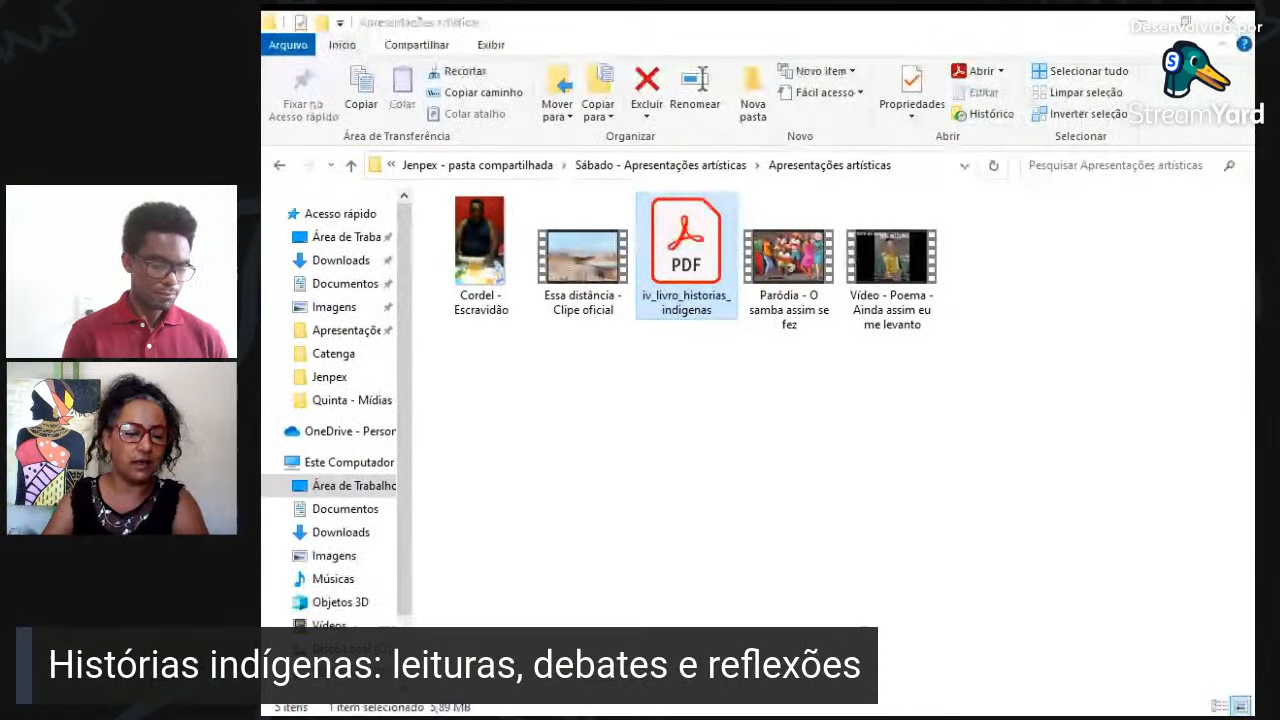 Apresentações artísticas
Desenvolvido por
StreamYard
Arquivo Início Compartilhar Exibir
Fixar no
Acesso rápido
Copiar
Colar
Recortar
Copiar caminho
Colar atalho
Mover
para
Copiar
para
Excluir
Renomear
Nova
pasta
Novo item
Fácil acesso
Propriedades
Abrir
Editar
Histórico
Selecionar tudo
Limpar seleção
Inverter seleção
Área de Transferência Organizar Novo Abrir Selecionar
« Jenpex - pasta compartilhada › Sábado - Apresentações artísticas › Apresentações artísticas
Pesquisar Apresentações artísticas
Acesso rápido
Área de Traba
Downloads
Documentos
Imagens
Apresentaçõe
Catenga
Jenpex
Quinta - Mídias
OneDrive - Person
Este Computador
Área de Trabalho
Documentos
Downloads
Imagens
Músicas
Objetos 3D
Vídeos
Cordel -
Escravidão
Essa distância -
Clipe oficial
PDF
iv_livro_historias_
indigenas
Paródia - O
samba assim se
fez
Vídeo - Poema -
Ainda assim eu
me levanto
Histórias indígenas: leituras, debates e reflexões
5 itens 1 item selecionado 5,89 MB